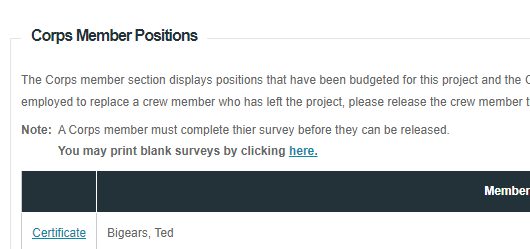 Corps Member Positions
The Corps member section displays positions that have been budgeted for this project and the
employed to replace a crew member who has left the project, please release the crew member
Note: A Corps member must complete thier survey before they can be released.
You may print blank surveys by clicking here.
Member
Certificate Bigears, Ted